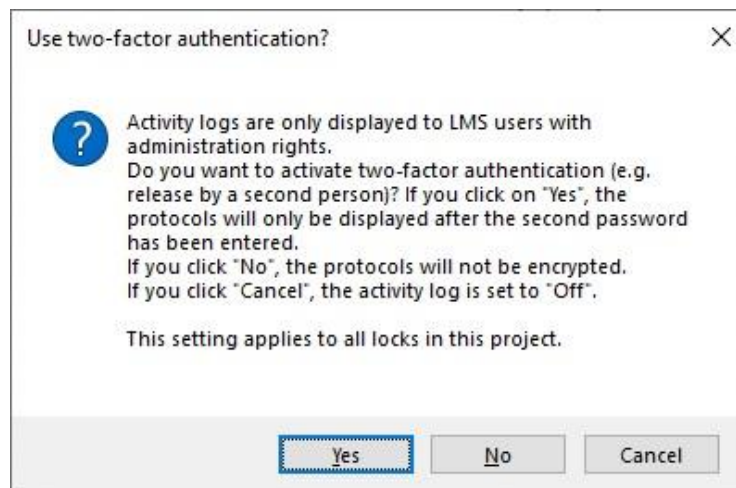 Use two-factor authentication?
Activity logs are only displayed to LMS users with
administration rights.
Do you want to activate two-factor authentication (e.g.
release by a second person)? If you click on "Yes", the
protocols will only be displayed after the second password
has been entered.
If you click "No", the protocols will not be encrypted.
If you click "Cancel", the activity log is set to "Off".
This setting applies to all locks in this project.
Yes No Cancel